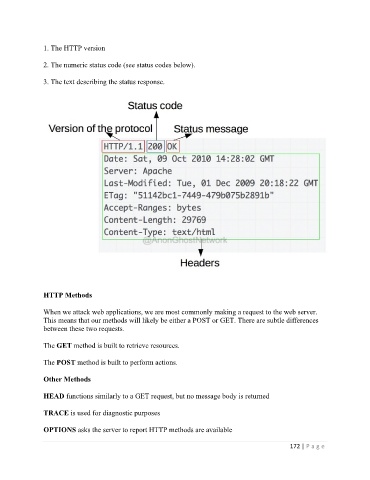 1. The HTTP version
2. The numeric status code (see status codes below).
3. The text describing the status response.
Status code
Version of the protocol Status message
HTTP/1.1 200 OK
Date: Sat, 09 Oct 2010 14:28:02 GMT
Server: Apache
Last-Modified: Tue, 01 Dec 2009 20:18:22 GMT
ETag: "51142bc1-7449-479b075b2891b"
Accept-Ranges: bytes
Content-Length: 29769
Content-Type: text/html
@AnonGhostNetwork
Headers
HTTP Methods
When we attack web applications, we are most commonly making a request to the web server.
This means that our methods will likely be either a POST or GET. There are subtle differences
between these two requests.
The GET method is built to retrieve resources.
The POST method is built to perform actions.
Other Methods
HEAD functions similarly to a GET request, but no message body is returned
TRACE is used for diagnostic purposes
OPTIONS asks the server to report HTTP methods are available
172 | Page